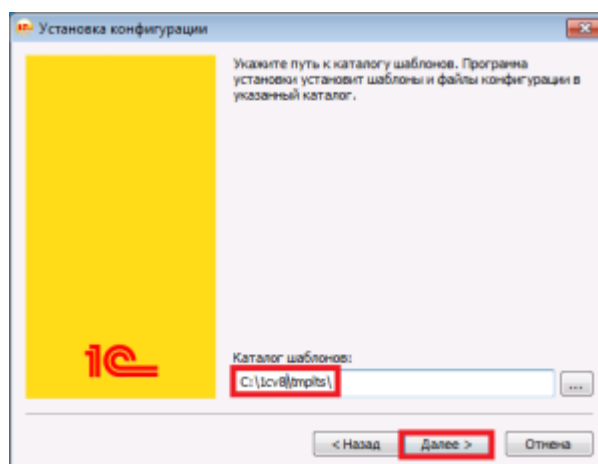 Установка конфигурации
Укажите путь к каталогу шаблонов. Программа
установки установит шаблоны и файлы конфигурации в
указанный каталог.
1С
Каталог шаблонов:
C:\1cv8\tmplts\
...
< Назад
Далее >
Отмена